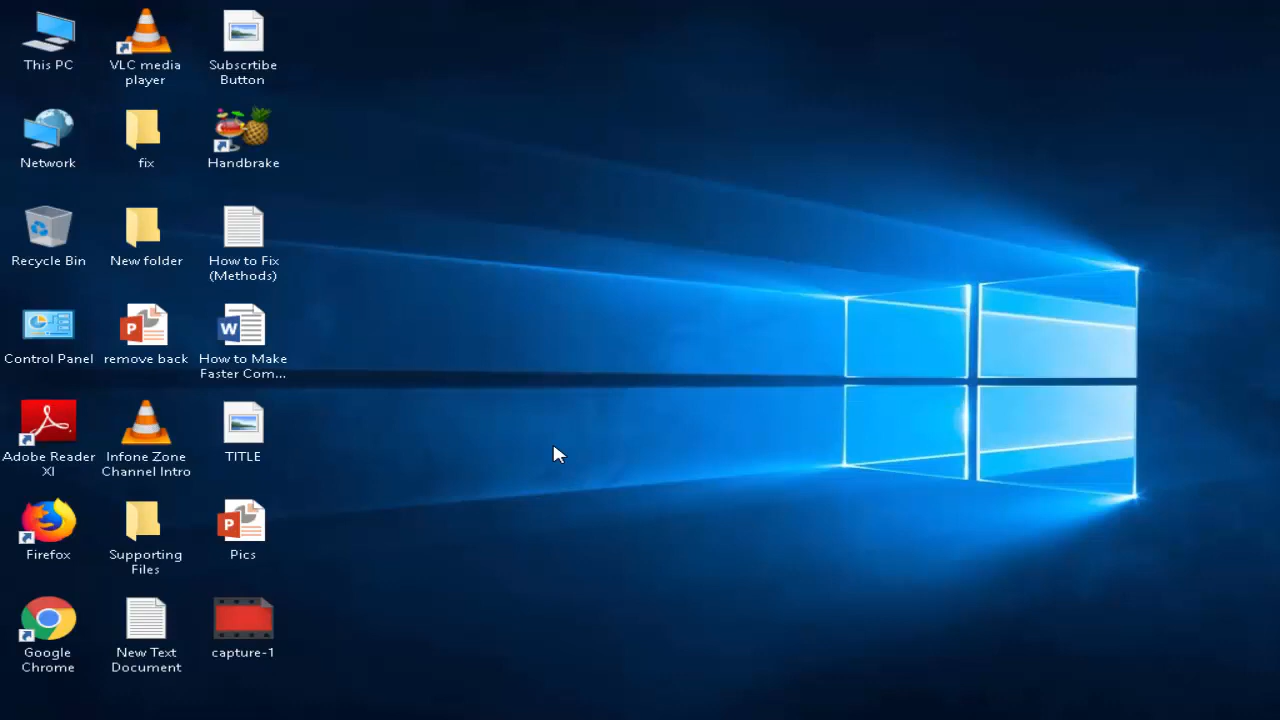 This PC
VLC media
player
Subscrtibe
Button
Network
fix
Handbrake
Recycle Bin
New folder
How to Fix
(Methods)
Control Panel
remove back
How to Make
Faster Com...
Adobe Reader
XI
Infone Zone
Channel Intro
TITLE
Firefox
Supporting
Files
Pics
Google
Chrome
New Text
Document
capture-1